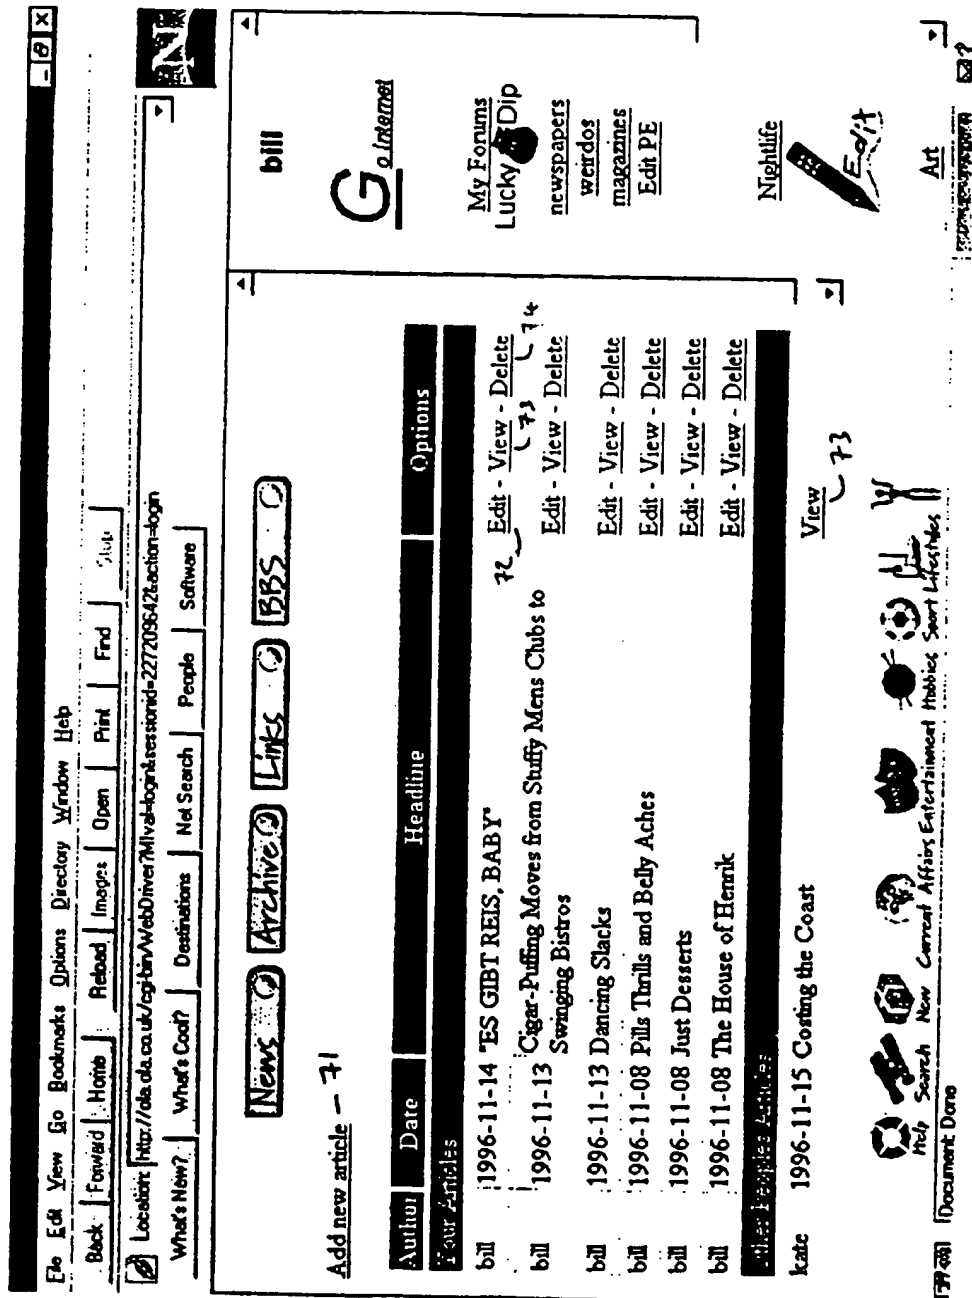 File Edit View Go Bookmarks Options Directory Window Help
Back Forward Home Reload Images Open Print Find Stop
Location: http://ola.ola.co.uk/cgi-bin/WebDriver?MIval=login&sessionid=227209642&action=login
What's New? What's Cool? Destinations Net Search People Software
N
News Archive Links BBS
Add new article - 71
Author Date Headline Options
Your Articles
bill 1996-11-14 "ES GIBT REIS, BABY" Edit - View - Delete
72 73 74
bill 1996-11-13 Cigar-Puffing Moves from Stuffy Mens Clubs to Edit - View - Delete
Swinging Bistros
bill 1996-11-13 Dancing Slacks Edit - View - Delete
bill 1996-11-08 Pills Thrills and Belly Aches Edit - View - Delete
bill 1996-11-08 Just Desserts Edit - View - Delete
bill 1996-11-08 The House of Henrik Edit - View - Delete
Other Peoples Articles
kate 1996-11-15 Costing the Coast View
73
bill
Go Internet
My Forums
Lucky Dip
newspapers
weirdos
magazines
Edit PE
Nightlife
Edit
Art
Help Search New Current Affairs Entertainment Hobbies Sport Lifestyles
Document Done
?